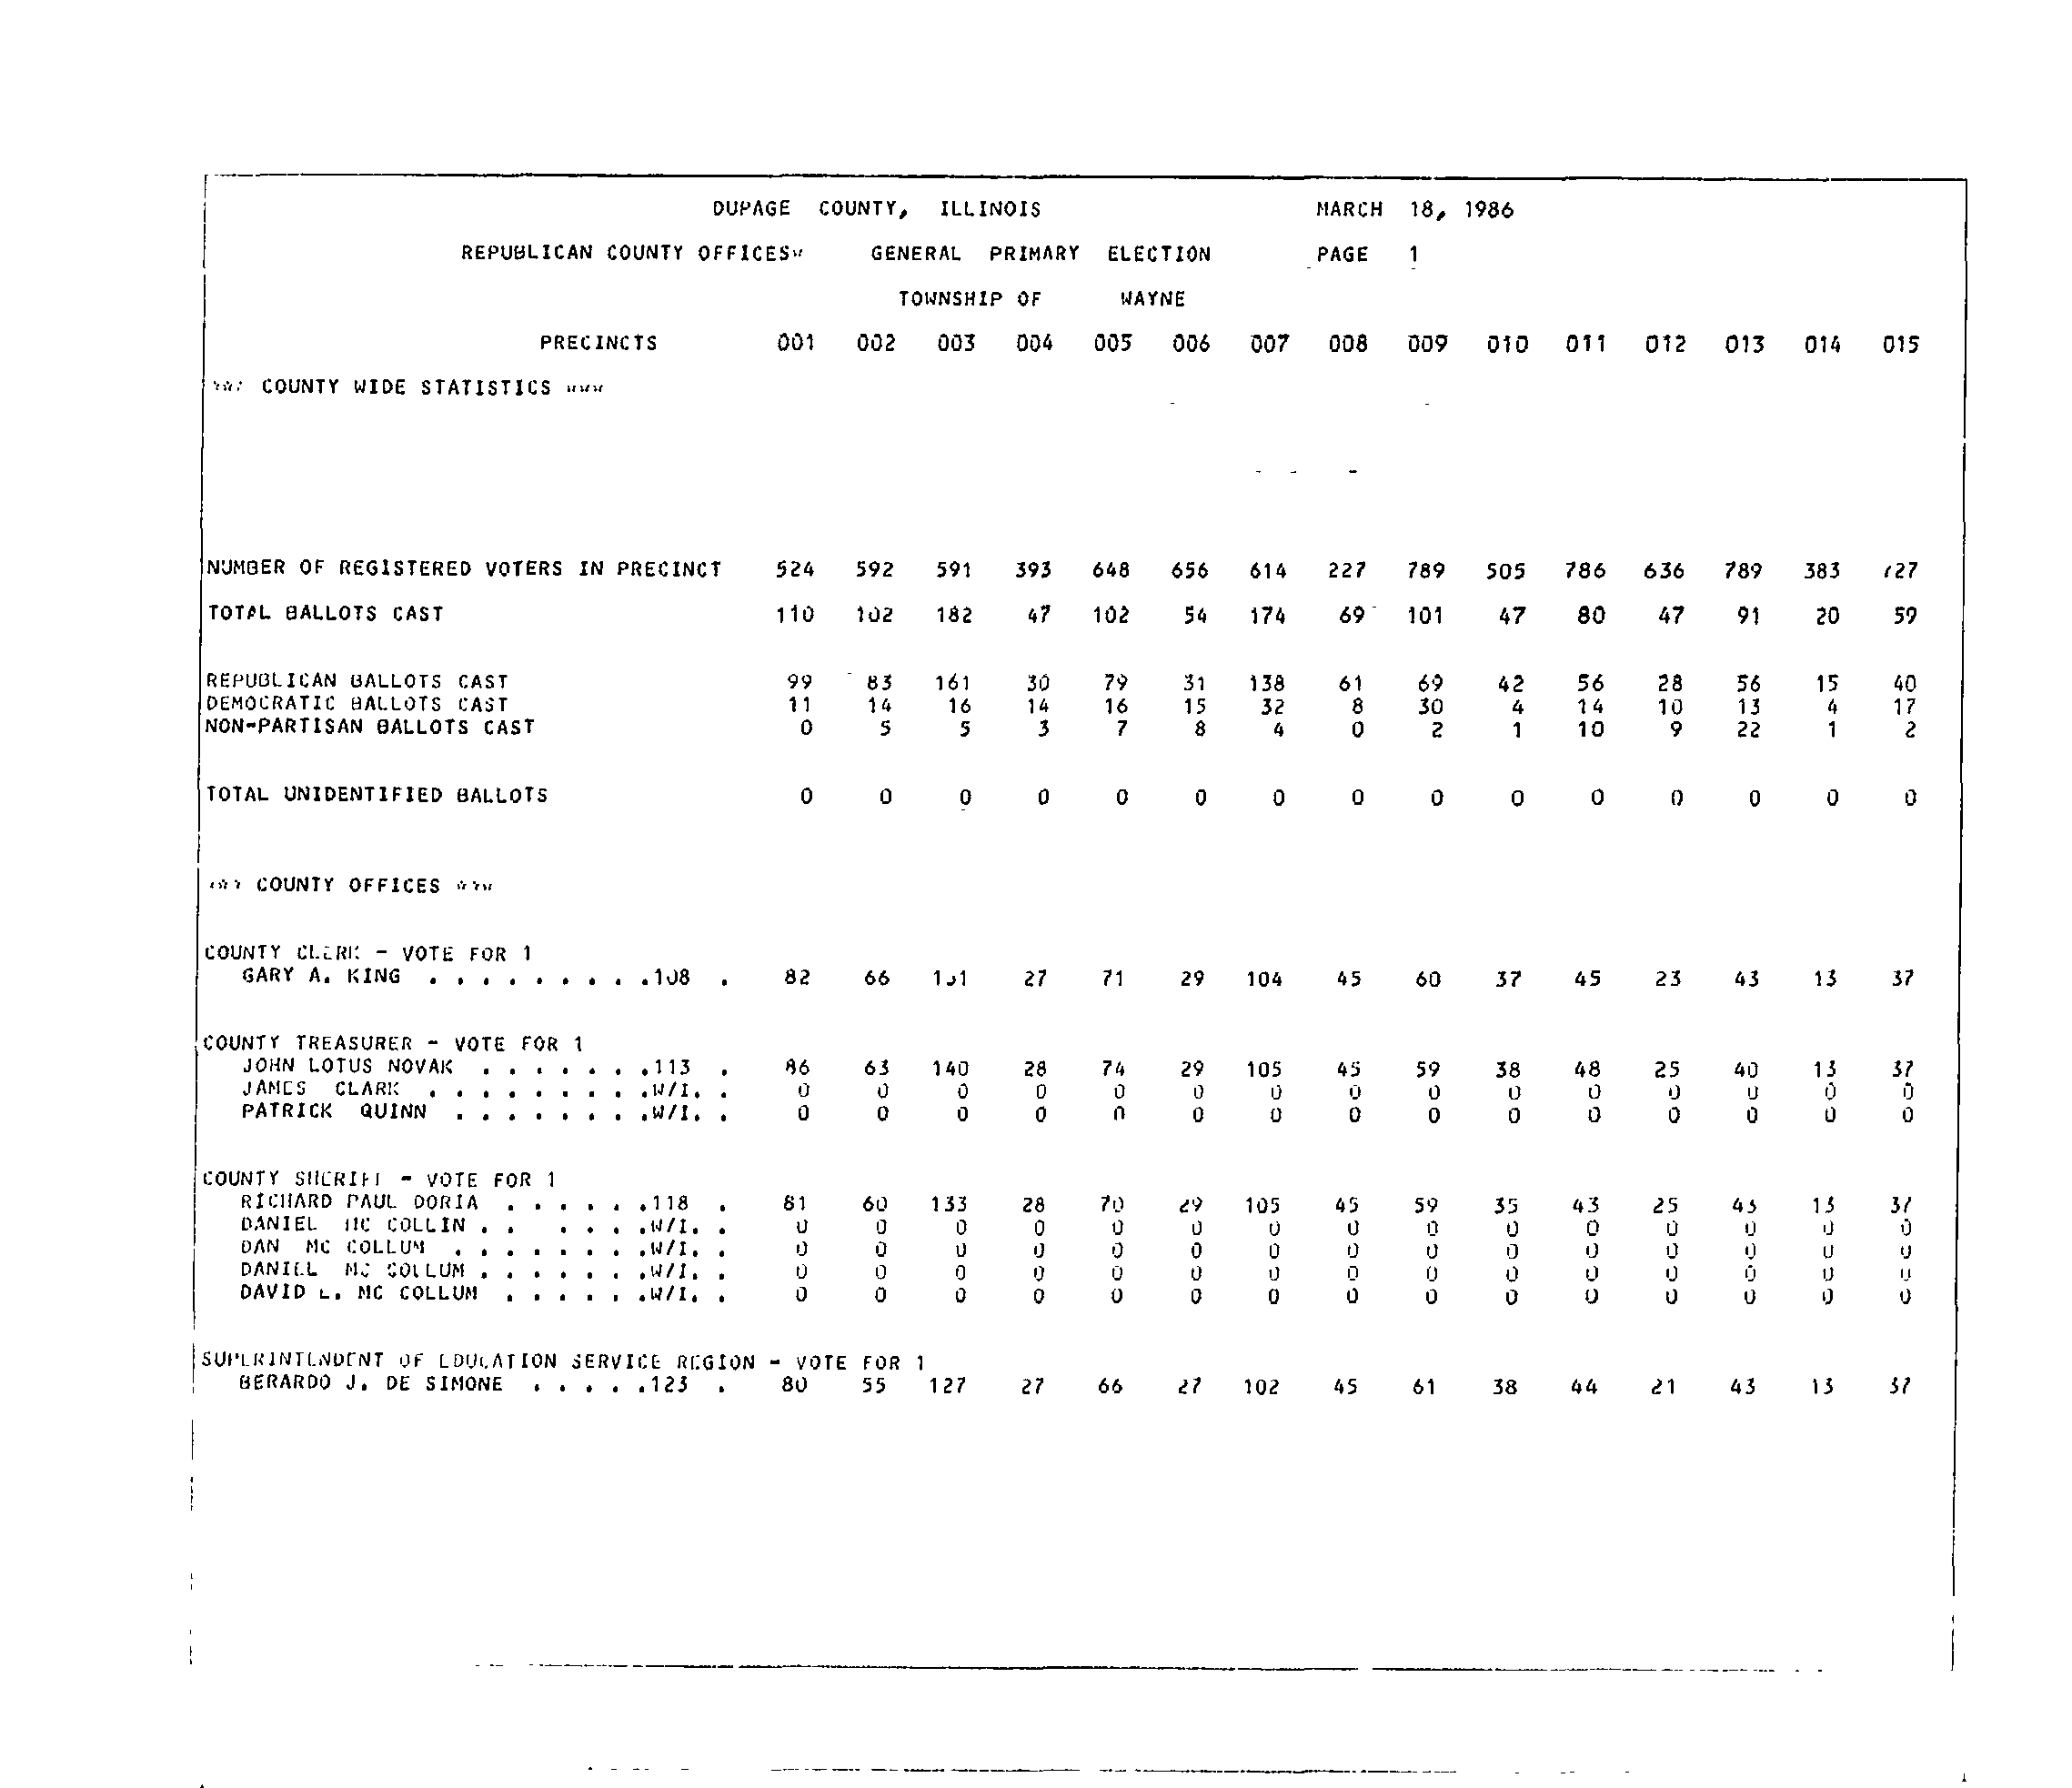 DUPAGE COUNTY, ILLINOIS MARCH 18, 1986
REPUBLICAN COUNTY OFFICES* GENERAL PRIMARY ELECTION PAGE 1
TOWNSHIP OF WAYNE
PRECINCTS 001 002 003 004 005 006 007 008 009 010 011 012 013 014 015
*** COUNTY WIDE STATISTICS ***
NUMBER OF REGISTERED VOTERS IN PRECINCT 524 592 591 393 648 656 614 227 789 505 786 636 789 383
TOTAL BALLOTS CAST 110 102 182 47 102 54 174 69 101 47 80 47 91 20 59
REPUBLICAN BALLOTS CAST 99 83 161 30 79 31 138 61 69 42 56 28 56 15 40
DEMOCRATIC BALLOTS CAST 11 14 16 14 16 15 32 8 30 4 14 10 13 4 17
NON-PARTISAN BALLOTS CAST 0 5 5 3 7 8 4 0 2 1 10 9 22 1 2
TOTAL UNIDENTIFIED BALLOTS 0 0 0 0 0 0 0 0 0 0 0 0 0 0 0
*** COUNTY OFFICES ***
COUNTY CLERK - VOTE FOR 1
GARY A. KING . . . . . . . . .108 . 82 66 27 71 29 104 45 60 37 45 23 43 13 37
COUNTY TREASURER - VOTE FOR 1
JOHN LOTUS NOVAK . . . . . . .113 . 86 63 140 28 74 29 105 45 59 38 48 25 40 13 37
JAMES CLARK . . . . . . . . .W/I. . 0 0 0 0 0 0 0 0 0 0 0 0 0 0 0
PATRICK QUINN . . . . . . . .W/I. . 0 0 0 0 0 0 0 0 0 0 0 0 0 0 0
COUNTY SHERIFF - VOTE FOR 1
RICHARD PAUL DORIA . . . . . .118 . 81 60 133 28 70 29 105 45 59 35 43 25 43 13 37
DANIEL MC COLLIN . . . . . .W/I. . 0 0 0 0 0 0 0 0 0 0 0 0 0 0 0
DAN MC COLLUM . . . . . . . .W/I. . 0 0 0 0 0 0 0 0 0 0 0 0 0 0 0
DANIEL MC COLLUM . . . . . . .W/I. . 0 0 0 0 0 0 0 0 0 0 0 0 0 0 0
DAVID L. MC COLLUM . . . . . .W/I. . 0 0 0 0 0 0 0 0 0 0 0 0 0 0 0
SUPERINTENDENT OF EDUCATION SERVICE REGION - VOTE FOR 1
BERARDO J. DE SIMONE . . . . .123 . 80 55 127 27 66 27 102 45 61 38 44 21 43 13 37